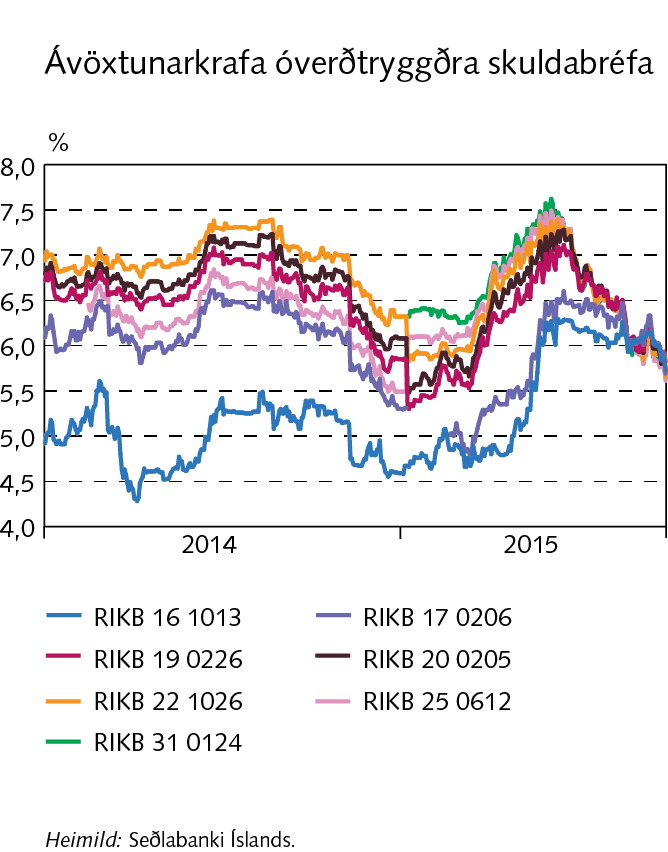 Ávöxtunarkrafa óverðtryggðra skuldabréfa
%
8,0
7,5
7,0
6,5
6,0
5,5
5,0
4,5
4,0
2014 2015
RIKB 16 1013 RIKB 17 0206
RIKB 19 0226 RIKB 20 0205
RIKB 22 1026 RIKB 25 0612
RIKB 31 0124
Heimild: Seðlabanki Íslands.